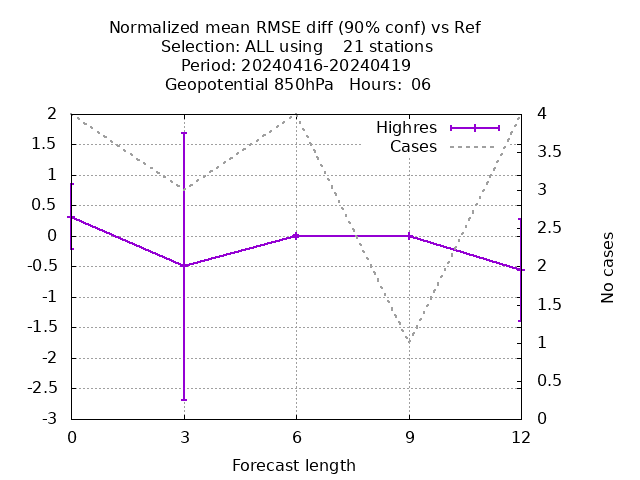 Normalized mean RMSE diff (90% conf) vs Ref
Selection: ALL using    21 stations
Period: 20240416-20240419
Geopotential 850hPa   Hours:  06
Highres
Cases
2
1.5
1
0.5
0
-0.5
-1
-1.5
-2
-2.5
-3
4
3.5
3
2.5
2
1.5
1
0.5
0
No cases
0 3 6 9 12
Forecast length